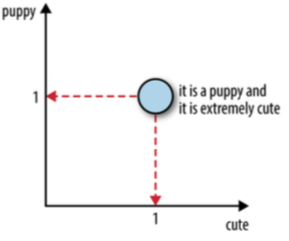 puppy
1
it is a puppy and
it is extremely cute
1
cute